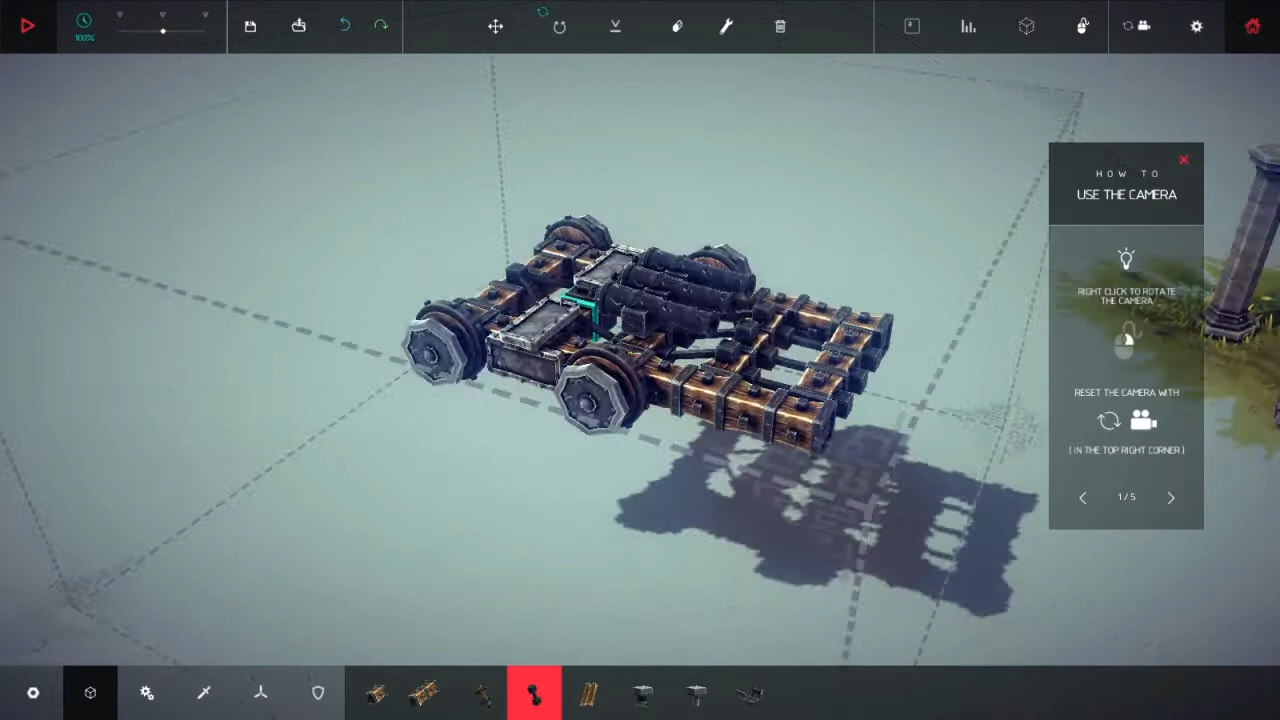 100%
HOW TO
USE THE CAMERA
RIGHT CLICK TO ROTATE
THE CAMERA
RESET THE CAMERA WITH
( IN THE TOP RIGHT CORNER )
1/5